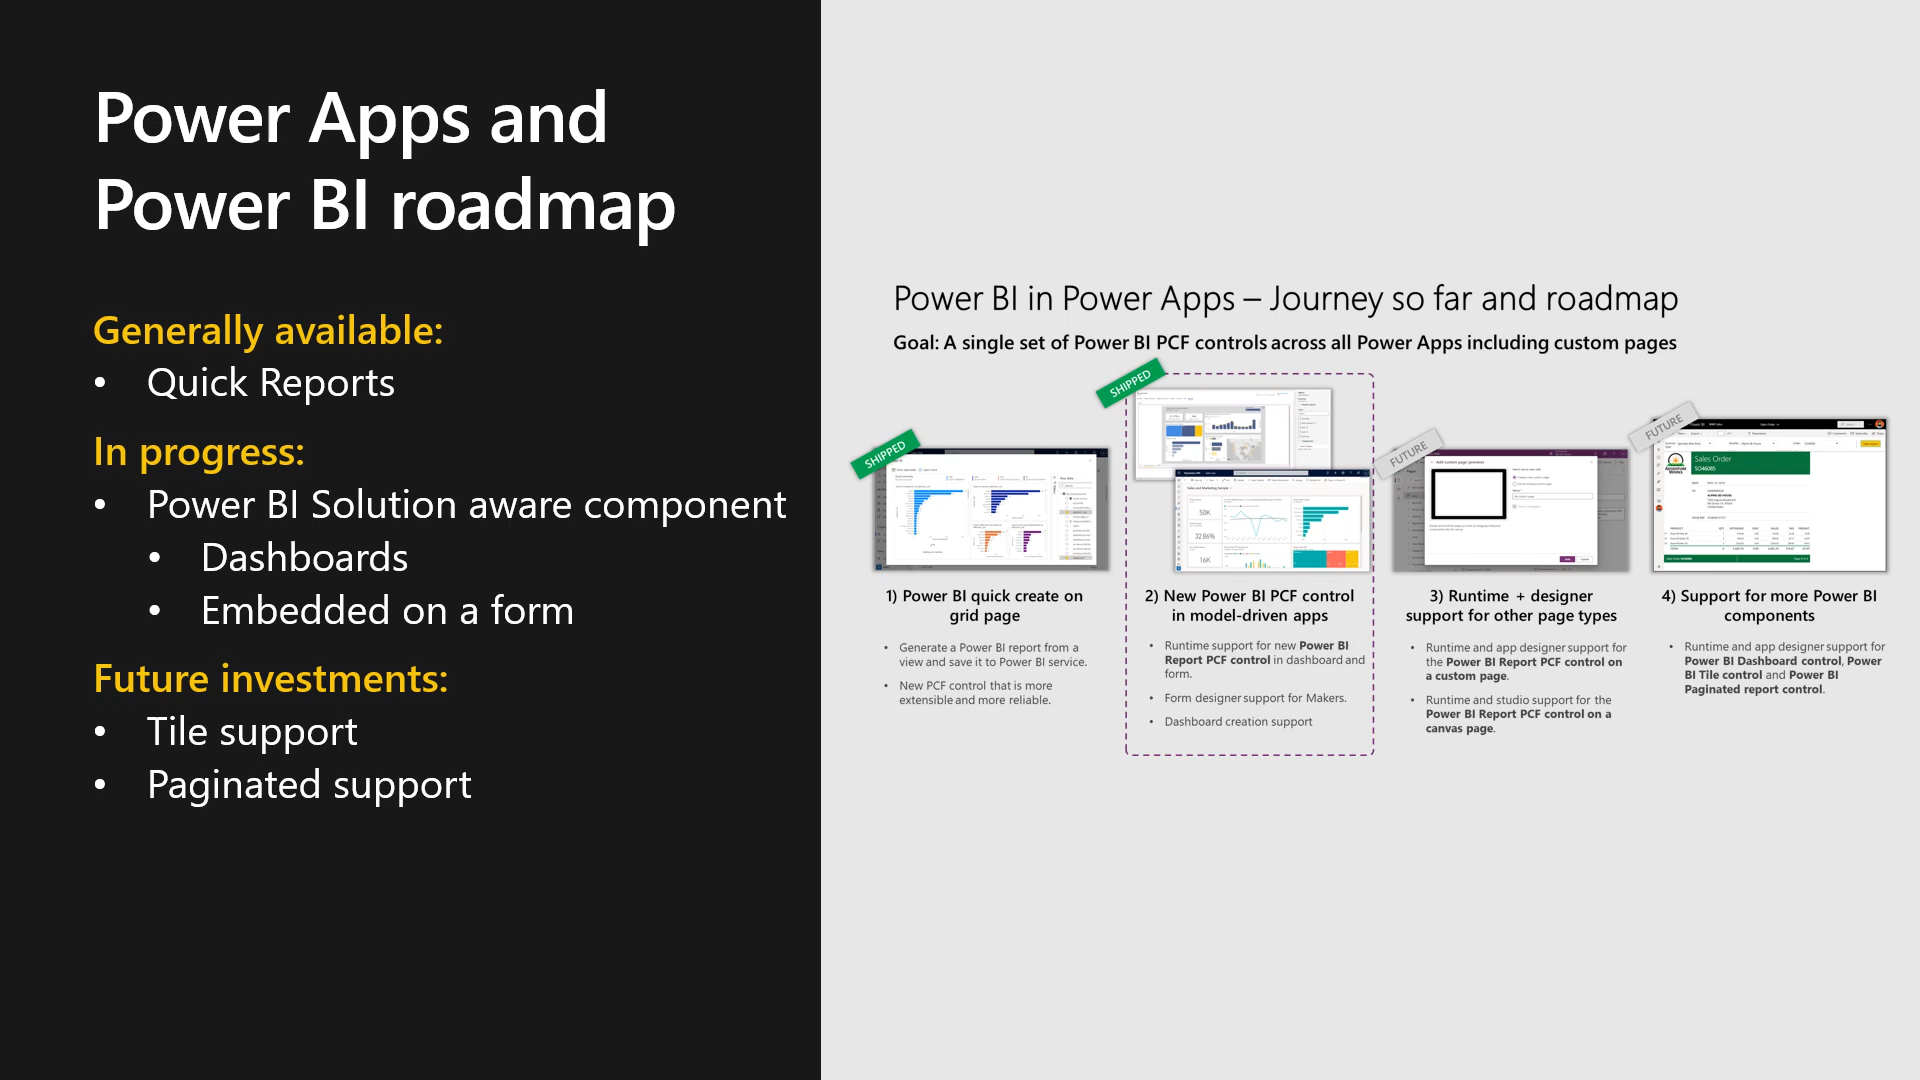 Power Apps and
Power BI roadmap
Generally available:
• Quick Reports
In progress:
• Power BI Solution aware component
• Dashboards
• Embedded on a form
Future investments:
• Tile support
• Paginated support
Power BI in Power Apps – Journey so far and roadmap
Goal: A single set of Power BI PCF controls across all Power Apps including custom pages
SHIPPED
1) Power BI quick create on
grid page
• Generate a Power BI report from a
view and save it to Power BI service.
• New PCF control that is more
extensible and more reliable.
SHIPPED
50K
32.86%
16K
2) New Power BI PCF control
in model-driven apps
• Runtime support for new Power BI
Report PCF control in dashboard and
form.
• Form designer support for Makers.
• Dashboard creation support
FUTURE
3) Runtime + designer
support for other page types
• Runtime and app designer support for
the Power BI Report PCF control on
a custom page.
• Runtime and studio support for the
Power BI Report PCF control on a
canvas page.
FUTURE
Sales Order
SO46085
4) Support for more Power BI
components
• Runtime and app designer support for
Power BI Dashboard control, Power
BI Tile control and Power BI
Paginated report control.